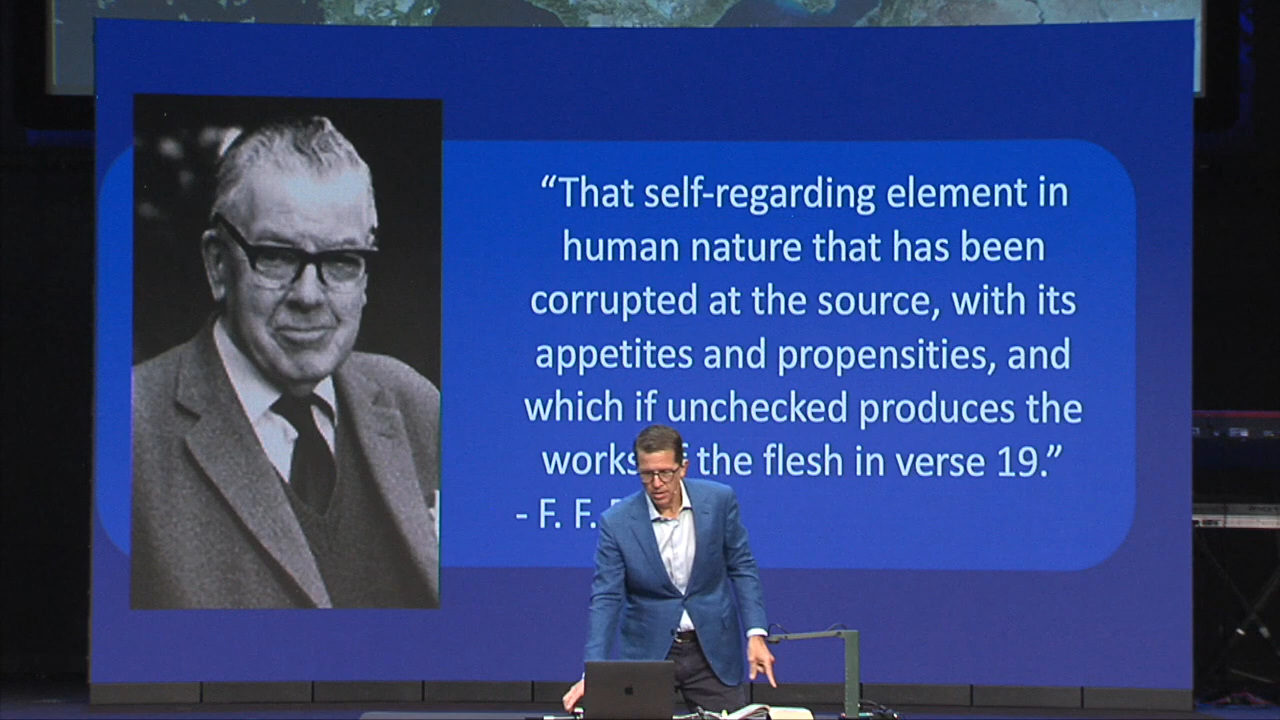 “That self-regarding element in
human nature that has been
corrupted at the source, with its
appetites and propensities, and
which if unchecked produces the
works the flesh in verse 19.”
- F. F.